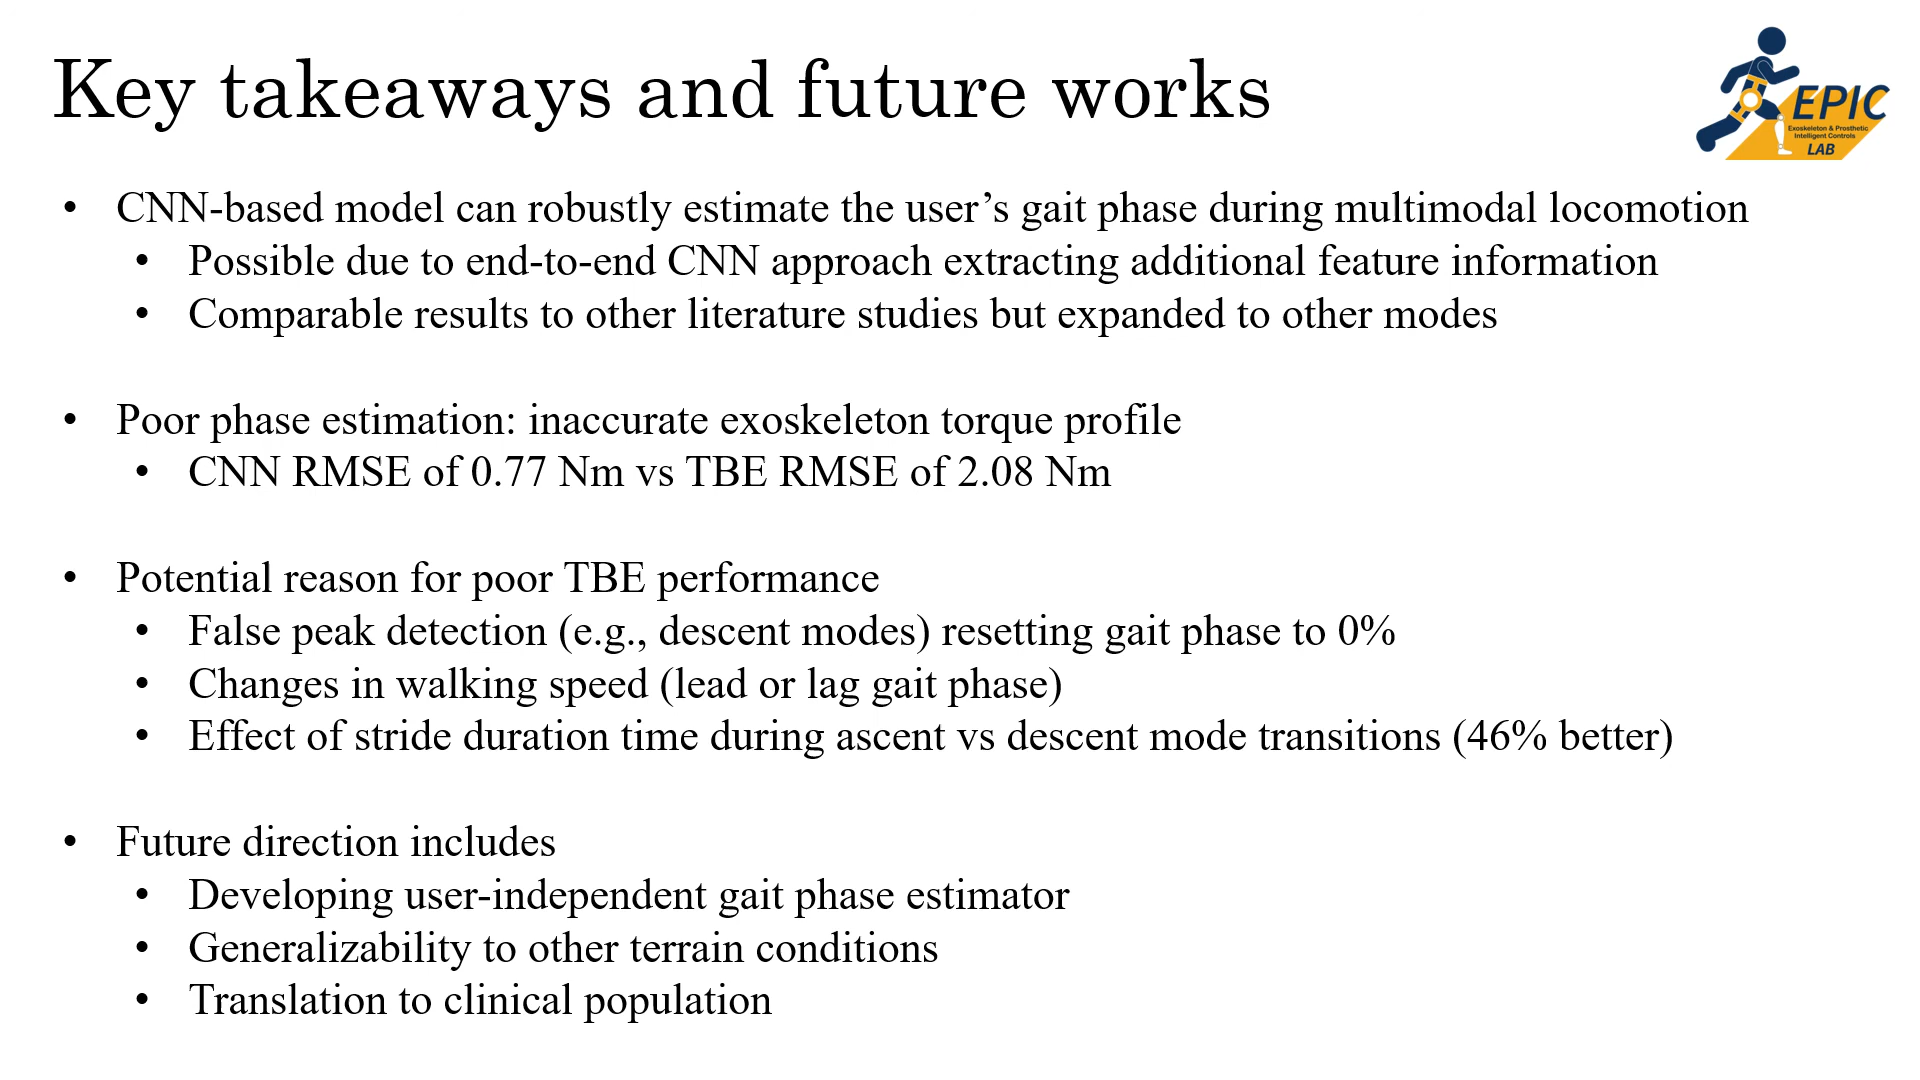 Key takeaways and future works
EPIC
Exoskeleton & Prosthetic
Intelligent Controls
LAB
• CNN-based model can robustly estimate the user’s gait phase during multimodal locomotion
• Possible due to end-to-end CNN approach extracting additional feature information
• Comparable results to other literature studies but expanded to other modes
• Poor phase estimation: inaccurate exoskeleton torque profile
• CNN RMSE of 0.77 Nm vs TBE RMSE of 2.08 Nm
• Potential reason for poor TBE performance
• False peak detection (e.g., descent modes) resetting gait phase to 0%
• Changes in walking speed (lead or lag gait phase)
• Effect of stride duration time during ascent vs descent mode transitions (46% better)
• Future direction includes
• Developing user-independent gait phase estimator
• Generalizability to other terrain conditions
• Translation to clinical population